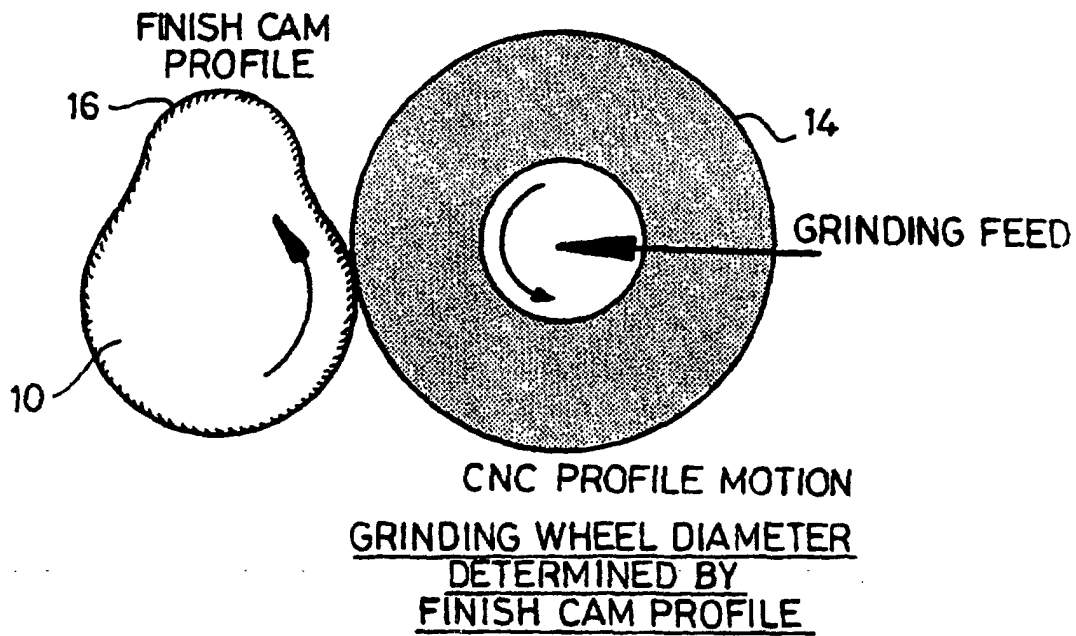 FINISH CAM
PROFILE
16
14
GRINDING FEED
10
CNC PROFILE MOTION
GRINDING WHEEL DIAMETER
DETERMINED BY
FINISH CAM PROFILE